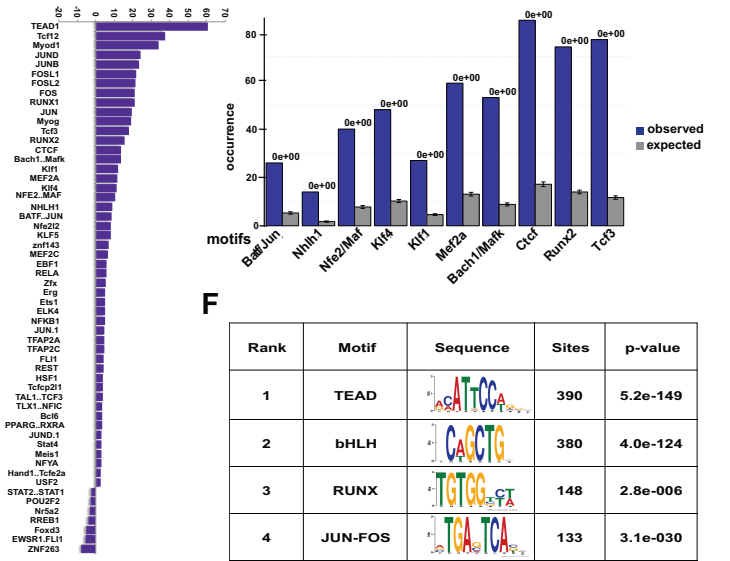 -20 -10 0 10 20 30 40 50 60 70
TEAD1
Tcf12
Myod1
JUND
JUNB
FOSL1
FOSL2
FOS
RUNX1
JUN
Myog
Tcf3
RUNX2
CTCF
Bach1..Mafk
Klf1
MEF2A
Klf4
NFE2..MAF
NHLH1
BATF..JUN
Nfe2l2
KLF5
znf143
MEF2C
EBF1
RELA
Zfx
Erg
Ets1
ELK4
NFKB1
JUN.1
TFAP2A
TFAP2C
FLI1
REST
HSF1
Tcfcp2l1
TAL1..TCF3
TLX1..NFIC
Bcl6
PPARG..RXRA
JUND.1
Stat4
Meis1
NFYA
Hand1..Tcfe2a
USF2
STAT2..STAT1
POU2F2
Nr5a2
RREB1
Foxd3
EWSR1.FLI1
ZNF263
occurrence
80
60
40
20
0
0e+00 0e+00 0e+00 0e+00 0e+00 0e+00 0e+00 0e+00 0e+00 0e+00
observed
expected
motifs
Batf/Jun Nhlh1 Nfe2/Maf Klf4 Klf1 Mef2a Bach1/Mafk Ctcf Runx2 Tcf3
F
Rank Motif Sequence Sites p-value
1 TEAD ATTCC 390 5.2e-149
2 bHLH CAGCTG 380 4.0e-124
3 RUNX TGTGG 148 2.8e-006
4 JUN-FOS TGA TCA 133 3.1e-030